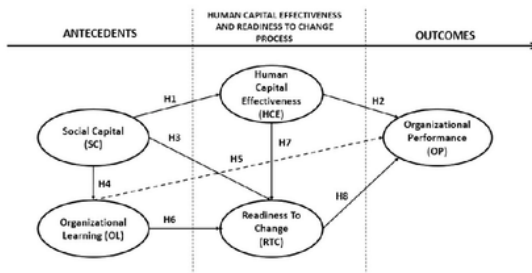 HUMAN CAPITAL EFFECTIVENESS
AND READINESS TO CHANGE
PROCESS
ANTECEDENTS
OUTCOMES
Human
Capital
Effectiveness
(HCE)
H1
H2
Social Capital
(SC)
H3
H7
Organizational
Performance
(OP)
H5
H4
H8
Organizational
Learning (OL)
H6
Readiness To
Change
(RTC)